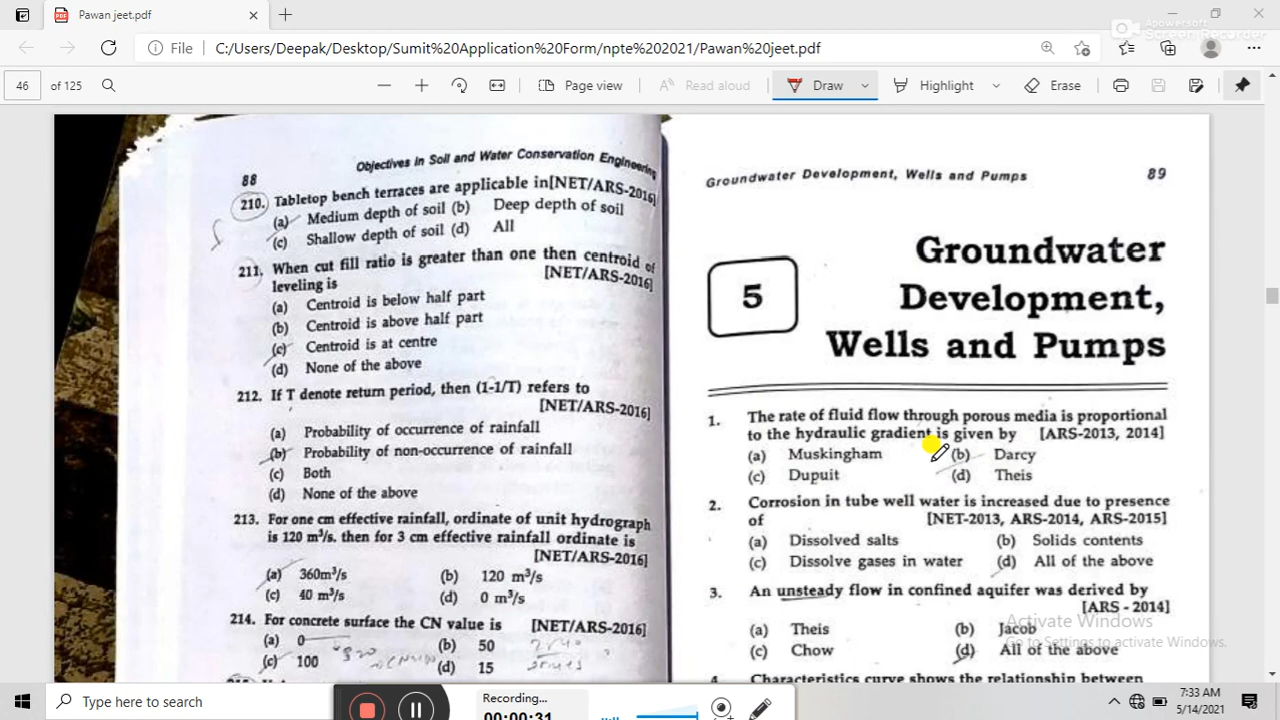 Pawan jeet.pdf
Apowersoft
Screen Recorder
File C:/Users/Deepak/Desktop/Sumit%20Application%20Form/npte%202021/Pawan%20jeet.pdf
46 of 125 Page view Read aloud Draw Highlight Erase
88 Objectives in Soil and Water Conservation Engineering
210. Tabletop bench terraces are applicable in[NET/ARS-2016]
(a) Medium depth of soil (b) Deep depth of soil
(c) Shallow depth of soil (d) All
211. When cut fill ratio is greater than one then centroid of
leveling is [NET/ARS-2016]
(a) Centroid is below half part
(b) Centroid is above half part
(c) Centroid is at centre
(d) None of the above
212. If T denote return period, then (1-1/T) refers to
[NET/ARS-2016]
(a) Probability of occurrence of rainfall
(b) Probability of non-occurrence of rainfall
(c) Both
(d) None of the above
213. For one cm effective rainfall, ordinate of unit hydrograph
is 120 m³/s. then for 3 cm effective rainfall ordinate is
[NET/ARS-2016]
(a) 360m³/s (b) 120 m³/s
(c) 40 m³/s (d) 0 m³/s
214. For concrete surface the CN value is [NET/ARS-2016]
(a) 0 (b) 50
(c) 100 (d) 15
Groundwater Development, Wells and Pumps 89
5
Groundwater
Development,
Wells and Pumps
1. The rate of fluid flow through porous media is proportional
to the hydraulic gradient is given by [ARS-2013, 2014]
(a) Muskingham (b) Darcy
(c) Dupuit (d) Theis
2. Corrosion in tube well water is increased due to presence
of [NET-2013, ARS-2014, ARS-2015]
(a) Dissolved salts (b) Solids contents
(c) Dissolve gases in water (d) All of the above
3. An unsteady flow in confined aquifer was derived by
[ARS - 2014]
(a) Theis (b) Jacob
(c) Chow (d) All of the above
4. Characteristics curve shows the relationship between
Activate Windows
Go to Settings to activate Windows.
Type here to search
Recording...
00:00:31
7:33 AM
5/14/2021